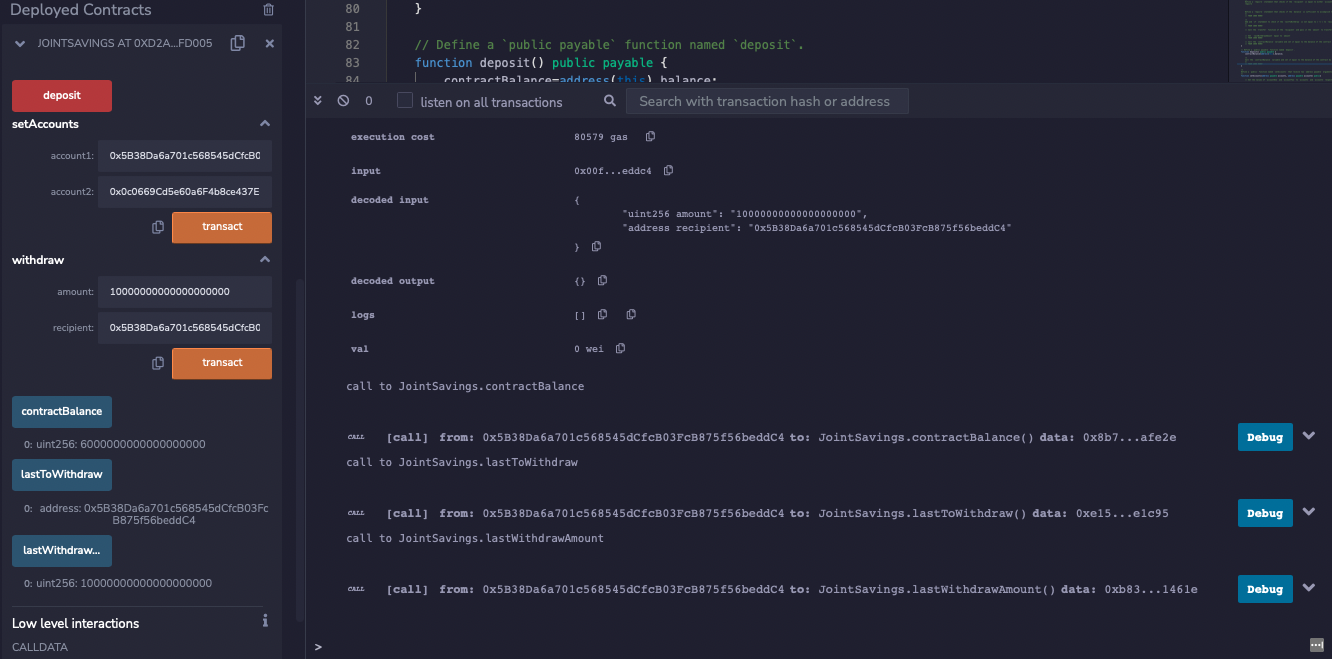 Deployed Contracts
JOINTSAVINGS AT 0XD2A...FD005
deposit
setAccounts
account1: 0x5B38Da6a701c568545dCfcB0
account2: 0x0c0669Cd5e60a6F4b8ce437E
transact
withdraw
amount: 10000000000000000000
recipient: 0x5B38Da6a701c568545dCfcB0
transact
contractBalance
0: uint256: 6000000000000000000
lastToWithdraw
0: address: 0x5B38Da6a701c568545dCfcB03Fc
B875f56beddC4
lastWithdraw...
0: uint256: 10000000000000000000
Low level interactions
i
CALLDATA
80 }
81
82 // Define a `public payable` function named `deposit`.
83 function deposit() public payable {
84 contractBalance=address(this).balance;
0 listen on all transactions Search with transaction hash or address
execution cost 80579 gas
input 0x00f...eddc4
decoded input {
"uint256 amount": "10000000000000000000",
"address recipient": "0x5B38Da6a701c568545dCfcB03FcB875f56beddC4"
}
decoded output {}
logs []
val 0 wei
call to JointSavings.contractBalance
CALL [call] from: 0x5B38Da6a701c568545dCfcB03FcB875f56beddC4 to: JointSavings.contractBalance() data: 0x8b7...afe2e Debug
call to JointSavings.lastToWithdraw
CALL [call] from: 0x5B38Da6a701c568545dCfcB03FcB875f56beddC4 to: JointSavings.lastToWithdraw() data: 0xe15...e1c95 Debug
call to JointSavings.lastWithdrawAmount
CALL [call] from: 0x5B38Da6a701c568545dCfcB03FcB875f56beddC4 to: JointSavings.lastWithdrawAmount() data: 0xb83...1461e Debug
>